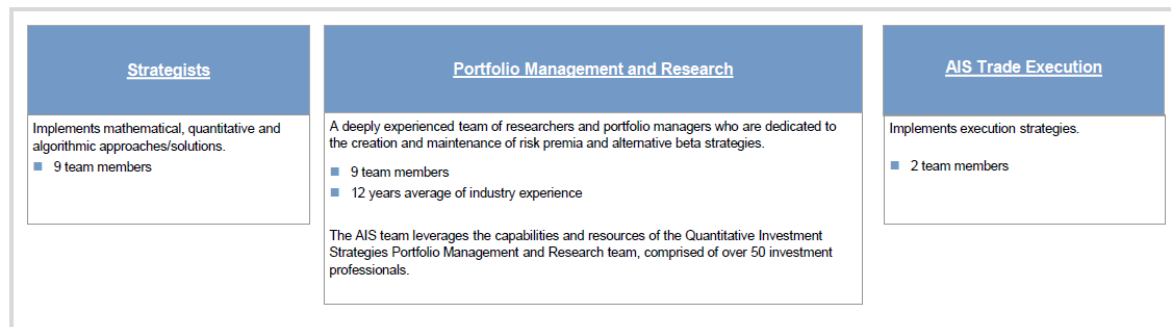 Strategists
Implements mathematical, quantitative and
algorithmic approaches/solutions.
9 team members
Portfolio Management and Research
A deeply experienced team of researchers and portfolio managers who are dedicated to
the creation and maintenance of risk premia and alternative beta strategies.
9 team members
12 years average of industry experience
The AIS team leverages the capabilities and resources of the Quantitative Investment
Strategies Portfolio Management and Research team, comprised of over 50 investment
professionals.
AIS Trade Execution
Implements execution strategies.
2 team members